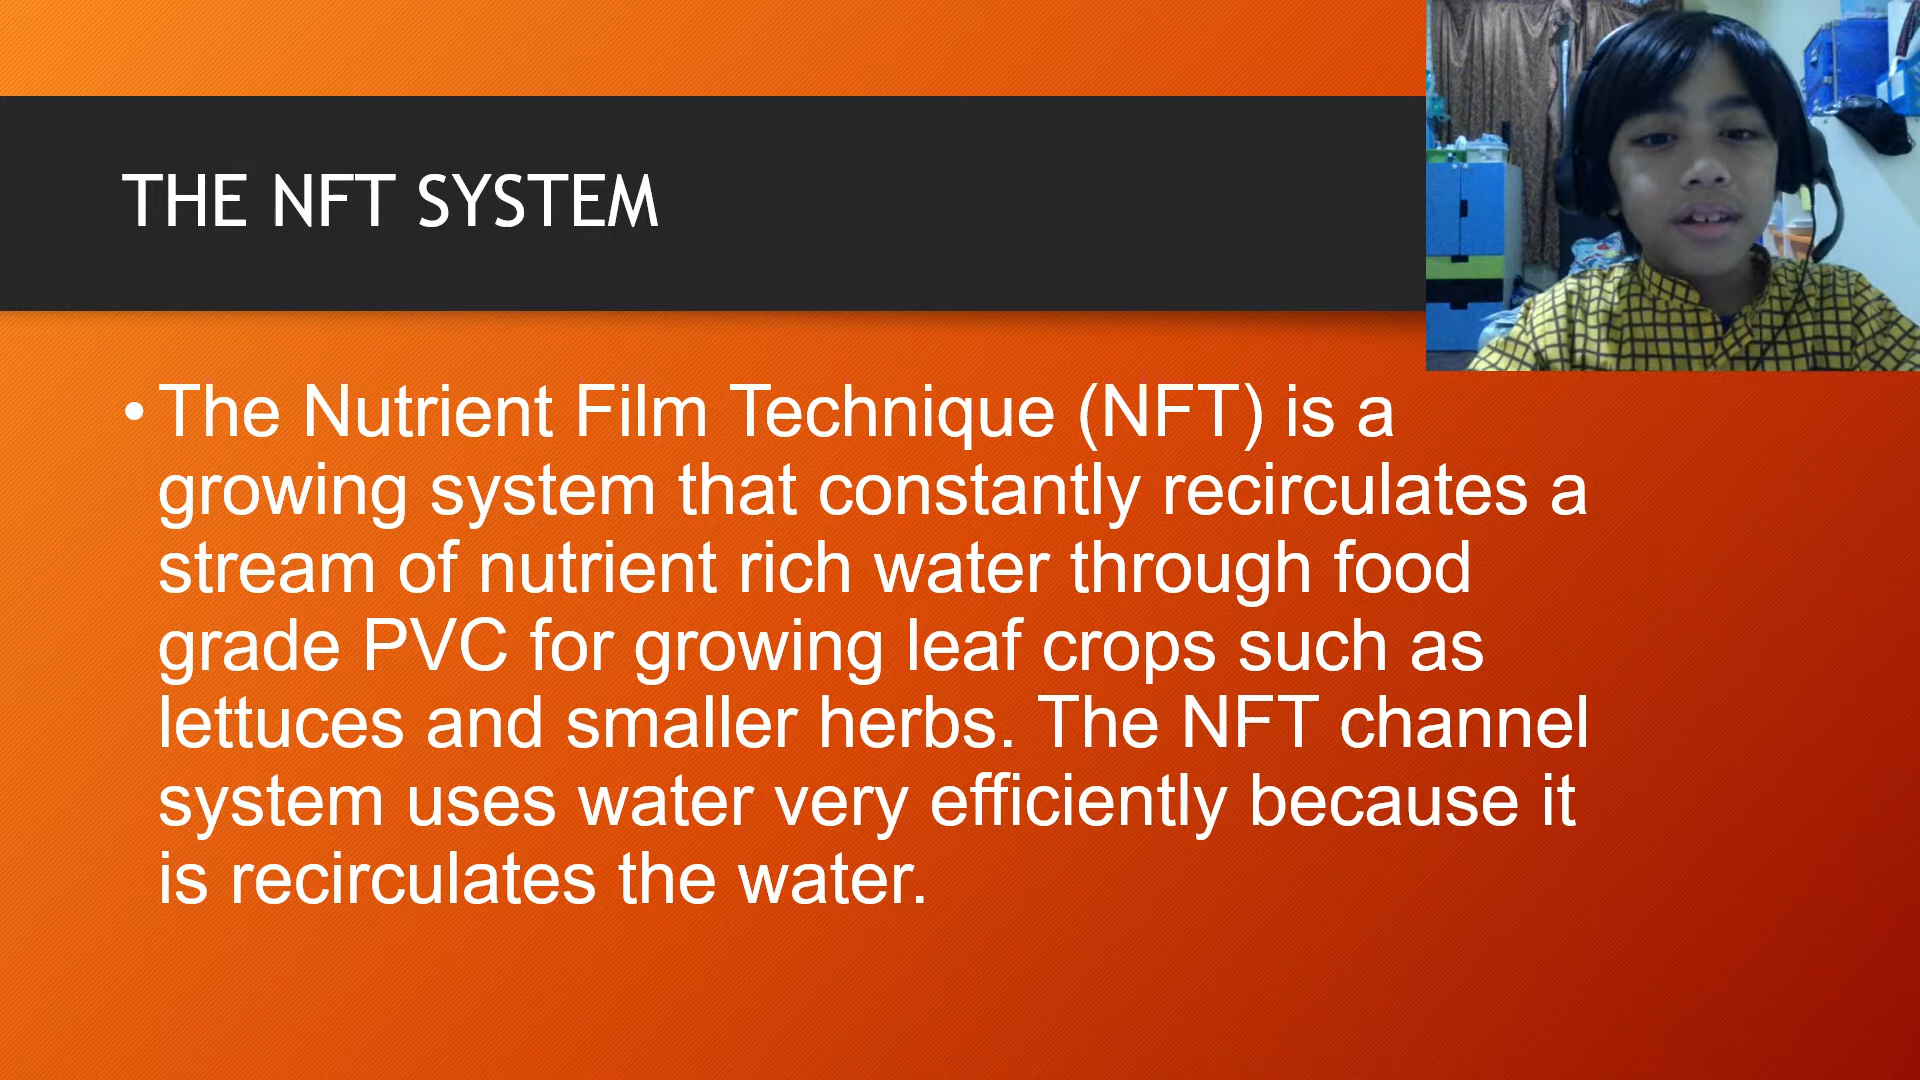 THE NFT SYSTEM
• The Nutrient Film Technique (NFT) is a
growing system that constantly recirculates a
stream of nutrient rich water through food
grade PVC for growing leaf crops such as
lettuces and smaller herbs. The NFT channel
system uses water very efficiently because it
is recirculates the water.